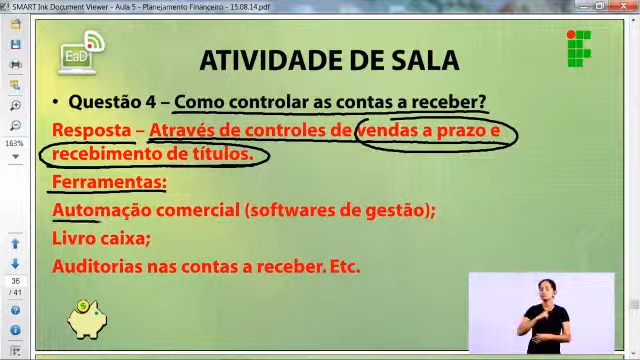 SMART Ink Document Viewer - Aula 5 - Planejamento Financeiro - 15.08.14*
EaD
ATIVIDADE DE SALA
• Questão 4 – Como controlar as contas a receber?
Resposta – Através de controles de vendas a prazo e
recebimento de títulos.
Ferramentas:
Automação comercial (softwares de gestão);
Livro caixa;
Auditorias nas contas a receber. Etc.
163%
36
/ 41